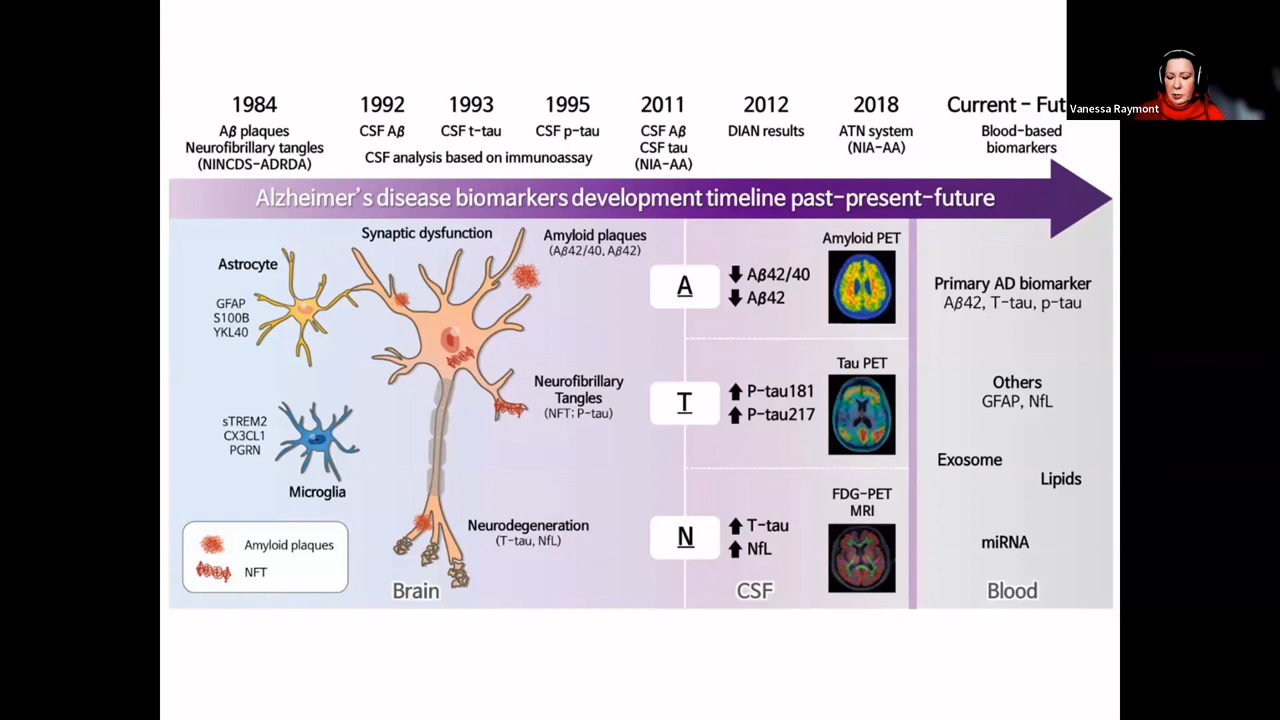 1984
Aβ plaques
Neurofibrillary tangles
(NINCDS-ADRDA)
1992
CSF Aβ
1993
CSF t-tau
1995
CSF p-tau
CSF analysis based on immunoassay
2011
CSF Aβ
CSF tau
(NIA-AA)
2012
DIAN results
2018
ATN system
(NIA-AA)
Current - Fut
Blood-based
biomarkers
Vanessa Raymont
Alzheimer's disease biomarkers development timeline past-present-future
Astrocyte
GFAP
S100B
YKL40
Synaptic dysfunction
Amyloid plaques
(Aβ42/40, Aβ42)
Neurofibrillary
Tangles
(NFT: P-tau)
sTREM2
CX3CL1
PGRN
Microglia
Neurodegeneration
(T-tau, NfL)
Amyloid plaques
NFT
Brain
A
Aβ42/40
Aβ42
Amyloid PET
T
P-tau181
P-tau217
Tau PET
N
T-tau
NfL
FDG-PET
MRI
CSF
Primary AD biomarker
Aβ42, T-tau, p-tau
Others
GFAP, NfL
Exosome
Lipids
miRNA
Blood